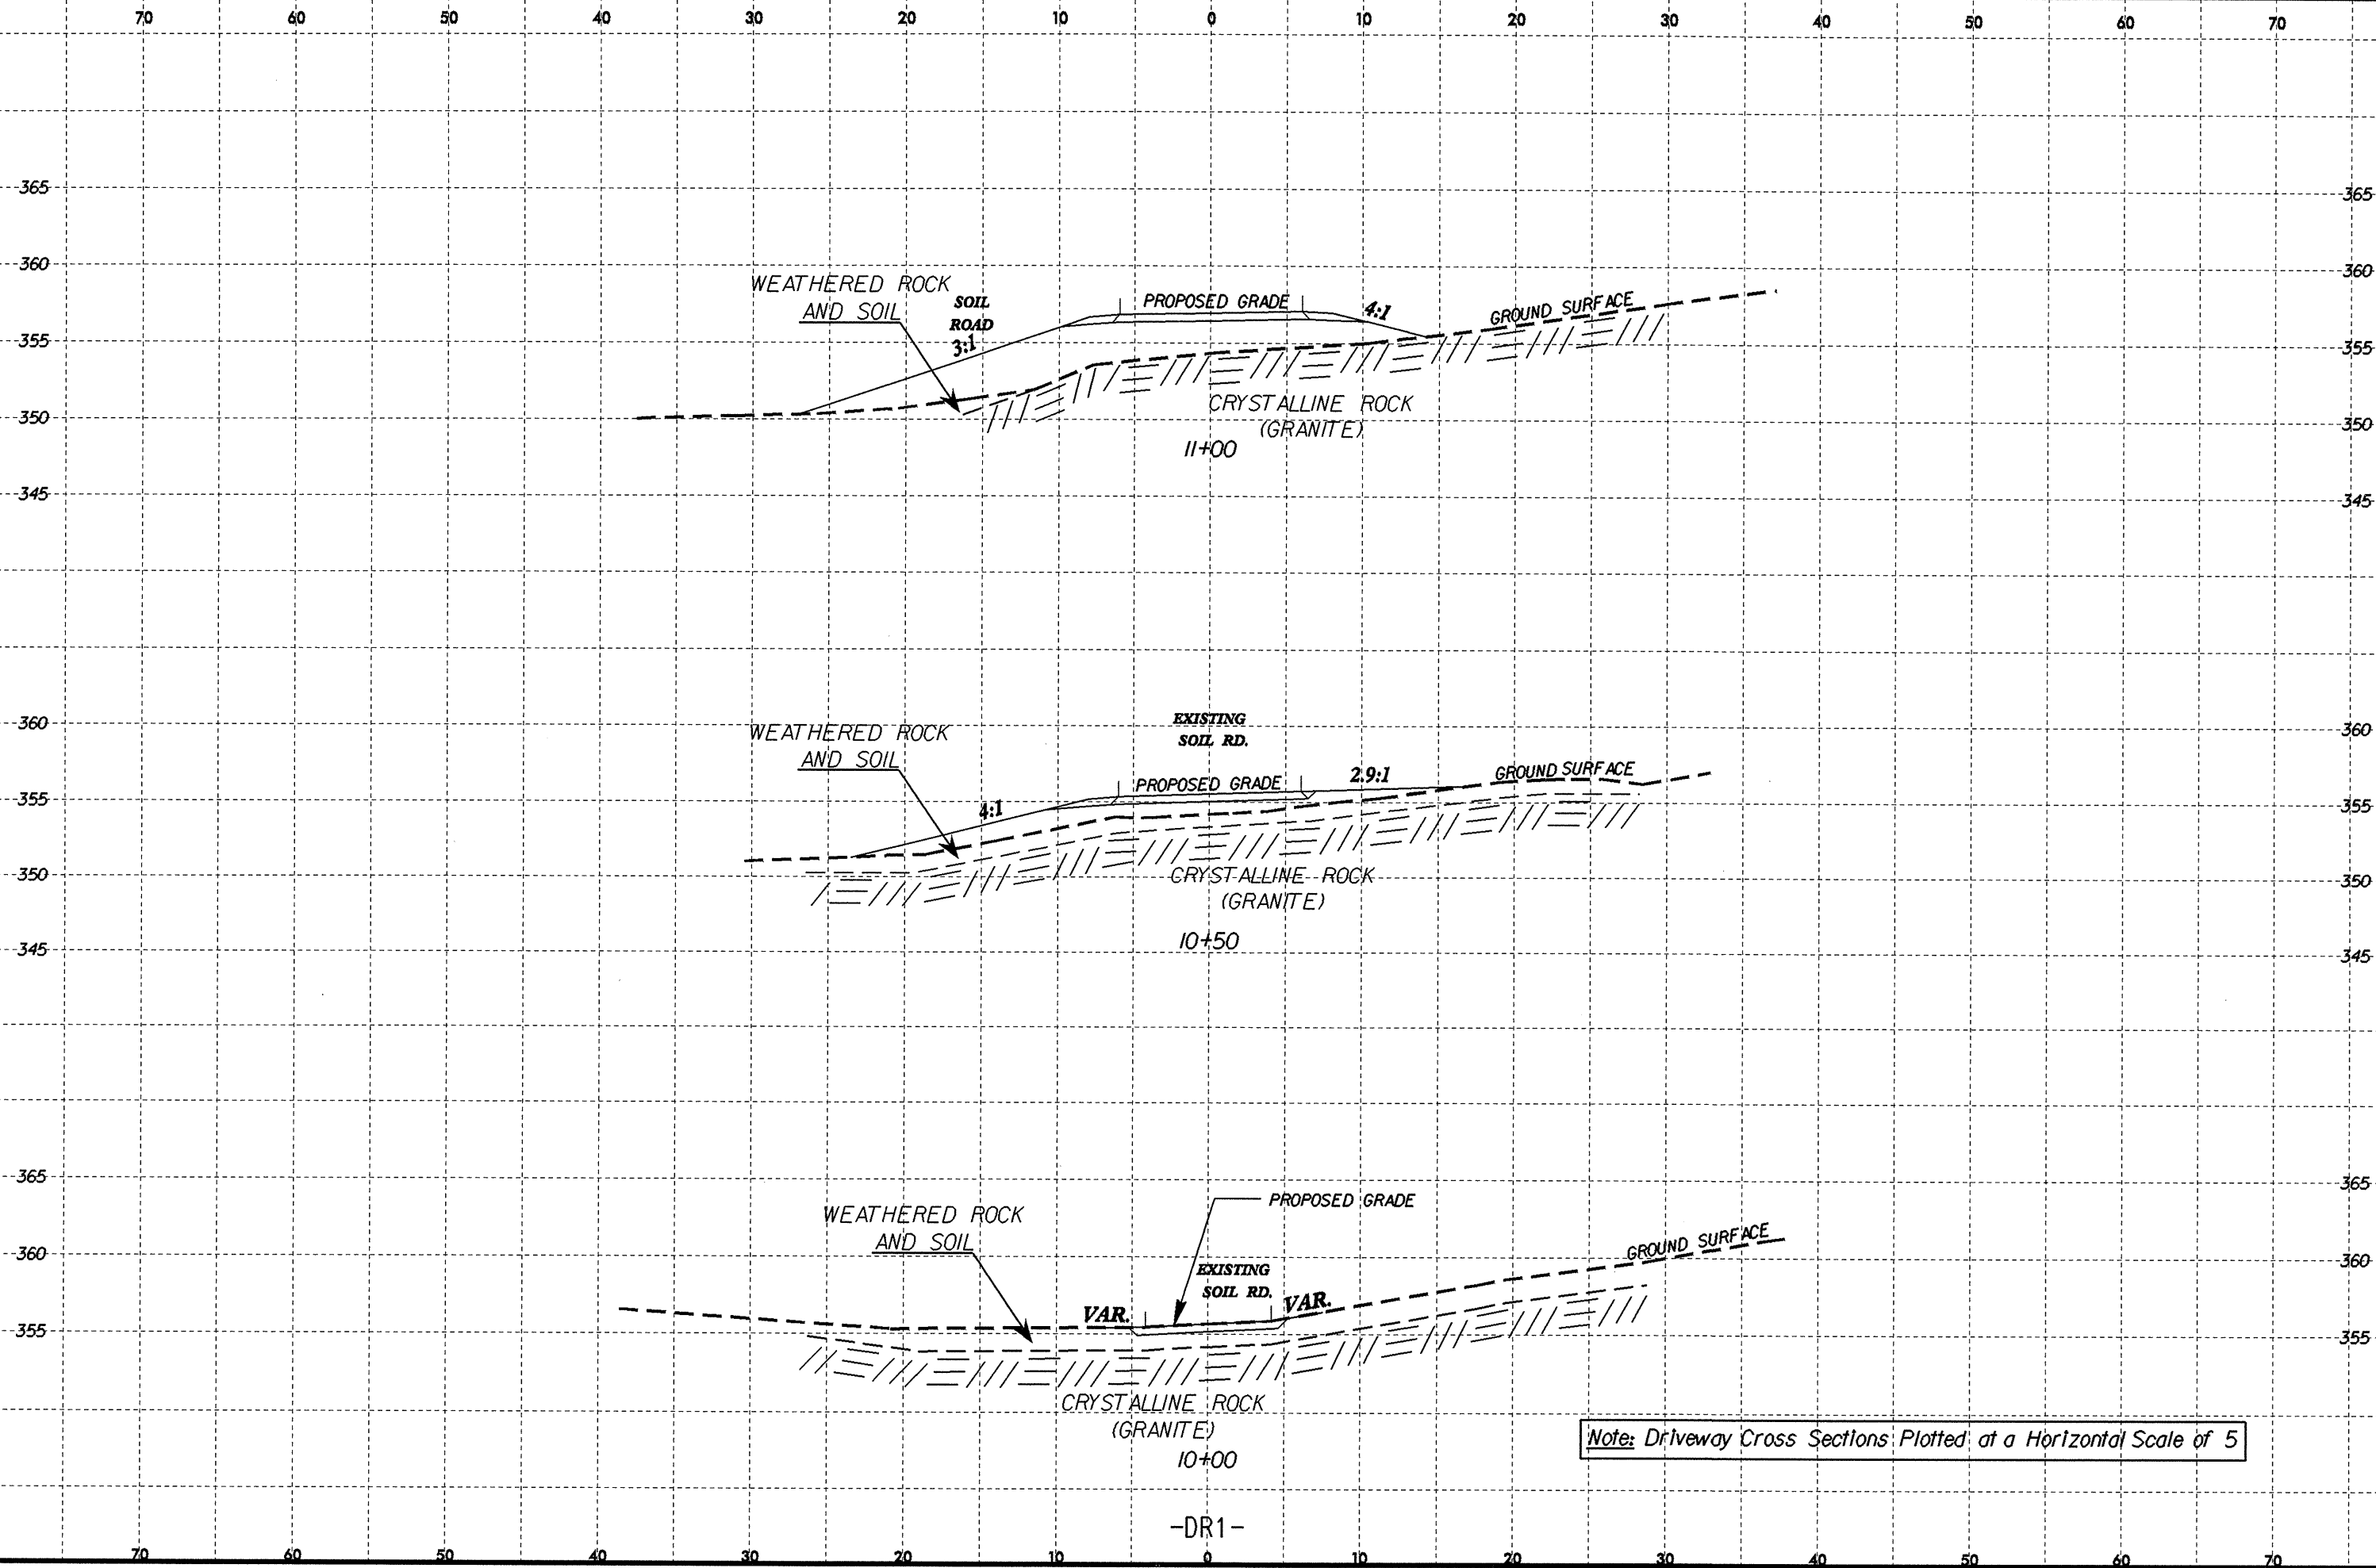 70 60 50 40 30 20 10 0 10 20 30 40 50 60 70
365 365
360 360
WEATHERED ROCK
AND SOIL
SOIL
ROAD
3:1
PROPOSED GRADE
4:1
GROUND SURFACE
355 355
350 350
CRYSTALLINE ROCK
(GRANITE)
11+00
345 345
360 360
EXISTING
SOIL RD.
WEATHERED ROCK
AND SOIL
4:1
PROPOSED GRADE
2.9:1
GROUND SURFACE
355 355
350 350
CRYSTALLINE ROCK
(GRANITE)
10+50
345 345
365 365
PROPOSED GRADE
WEATHERED ROCK
AND SOIL
GROUND SURFACE
360 360
EXISTING
SOIL RD.
VAR.
VAR.
355 355
CRYSTALLINE ROCK
(GRANITE)
10+00
Note: Driveway Cross Sections Plotted at a Horizontal Scale of 5
-DR1-
70 60 50 40 30 20 10 0 10 20 30 40 50 60 70